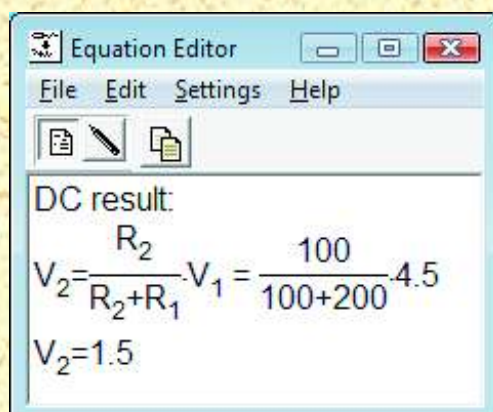 Equation Editor
File Edit Settings Help
DC result:
V₂=R₂/(R₂+R₁)·V₁ = 100/(100+200)·4.5
V₂=1.5